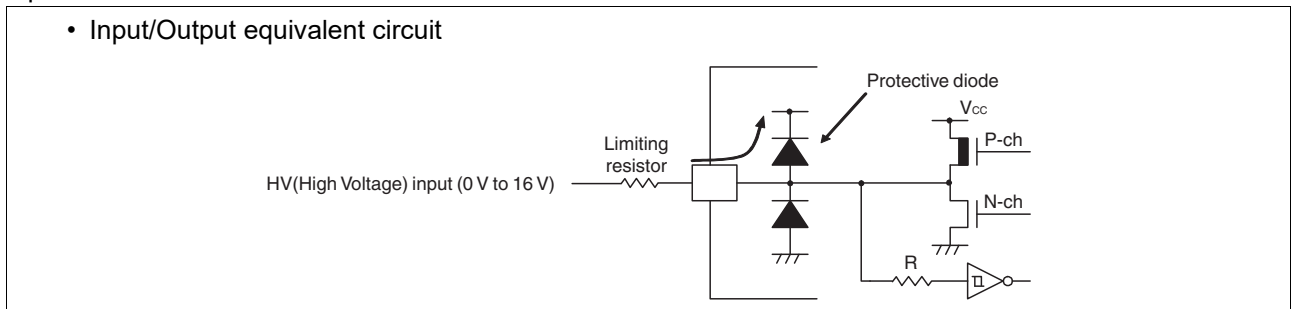 • Input/Output equivalent circuit
Protective diode
VCC
P-ch
Limiting
resistor
HV(High Voltage) input (0 V to 16 V)
N-ch
R